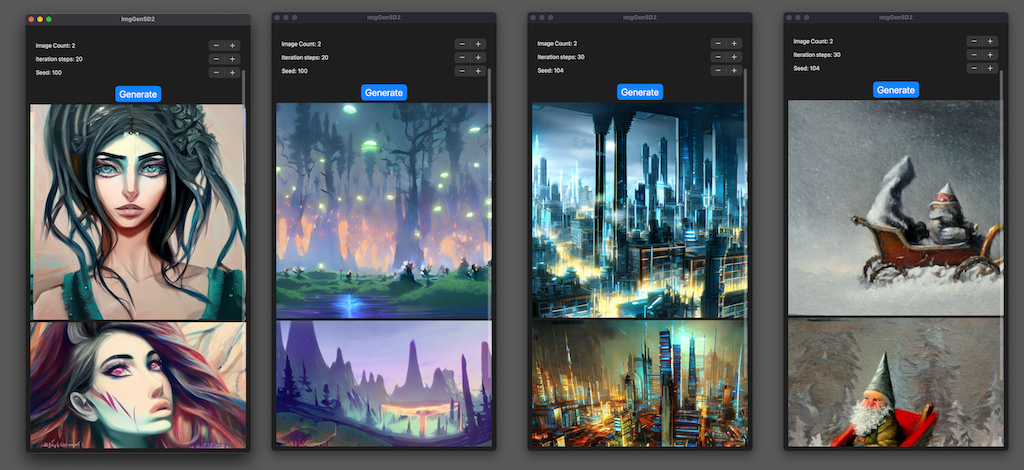 ImgGenSD2
Image Count: 2
Iteration steps: 20
Seed: 100
Generate
ImgGenSD2
Image Count: 2
Iteration steps: 20
Seed: 100
Generate
ImgGenSD2
Image Count: 2
Iteration steps: 30
Seed: 104
Generate
ImgGenSD2
Image Count: 2
Iteration steps: 30
Seed: 104
Generate